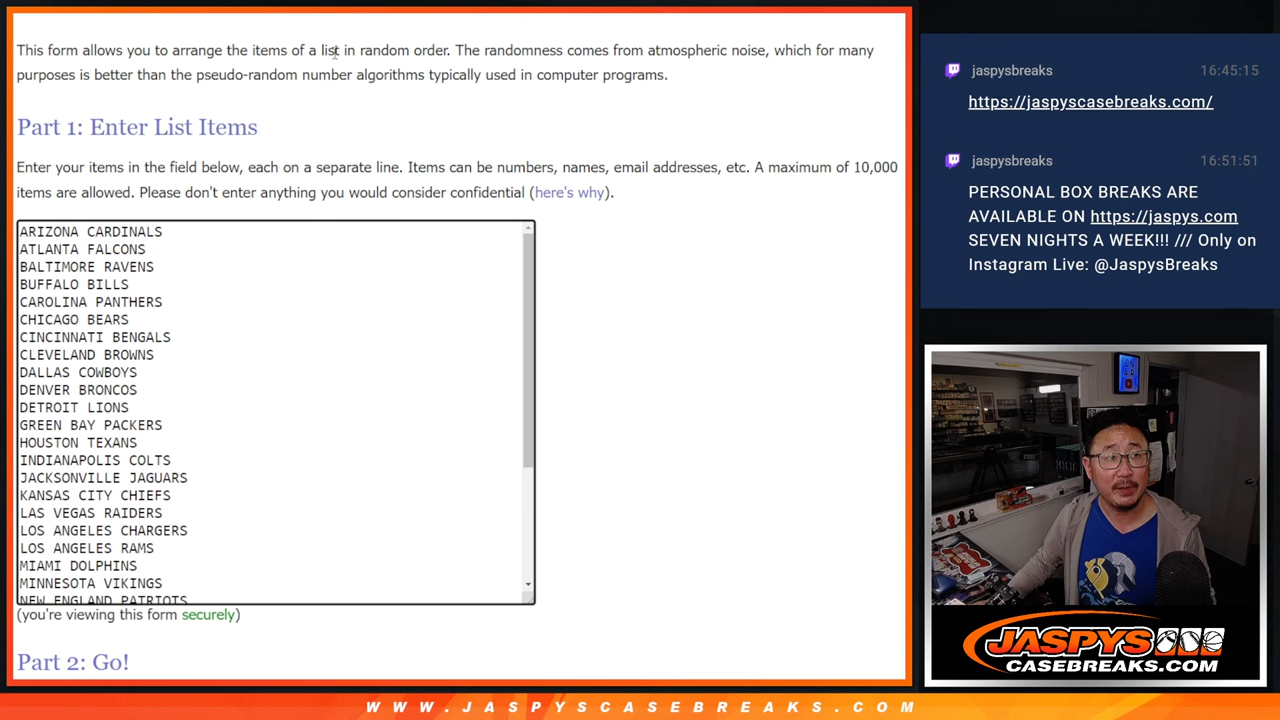 This form allows you to arrange the items of a list in random order. The randomness comes from atmospheric noise, which for many
purposes is better than the pseudo-random number algorithms typically used in computer programs.
Part 1: Enter List Items
Enter your items in the field below, each on a separate line. Items can be numbers, names, email addresses, etc. A maximum of 10,000
items are allowed. Please don't enter anything you would consider confidential (here's why).
ARIZONA CARDINALS
ATLANTA FALCONS
BALTIMORE RAVENS
BUFFALO BILLS
CAROLINA PANTHERS
CHICAGO BEARS
CINCINNATI BENGALS
CLEVELAND BROWNS
DALLAS COWBOYS
DENVER BRONCOS
DETROIT LIONS
GREEN BAY PACKERS
HOUSTON TEXANS
INDIANAPOLIS COLTS
JACKSONVILLE JAGUARS
KANSAS CITY CHIEFS
LAS VEGAS RAIDERS
LOS ANGELES CHARGERS
LOS ANGELES RAMS
MIAMI DOLPHINS
MINNESOTA VIKINGS
NEW ENGLAND PATRIOTS
(you're viewing this form securely)
Part 2: Go!
jaspysbreaks 16:45:15
https://jaspyscasebreaks.com/
jaspysbreaks 16:51:51
PERSONAL BOX BREAKS ARE
AVAILABLE ON https://jaspys.com
SEVEN NIGHTS A WEEK!!! /// Only on
Instagram Live: @JaspysBreaks
ON
AIR
JASPYS
CASEBREAKS.COM
WWW.JASPYSCASEBREAKS.COM